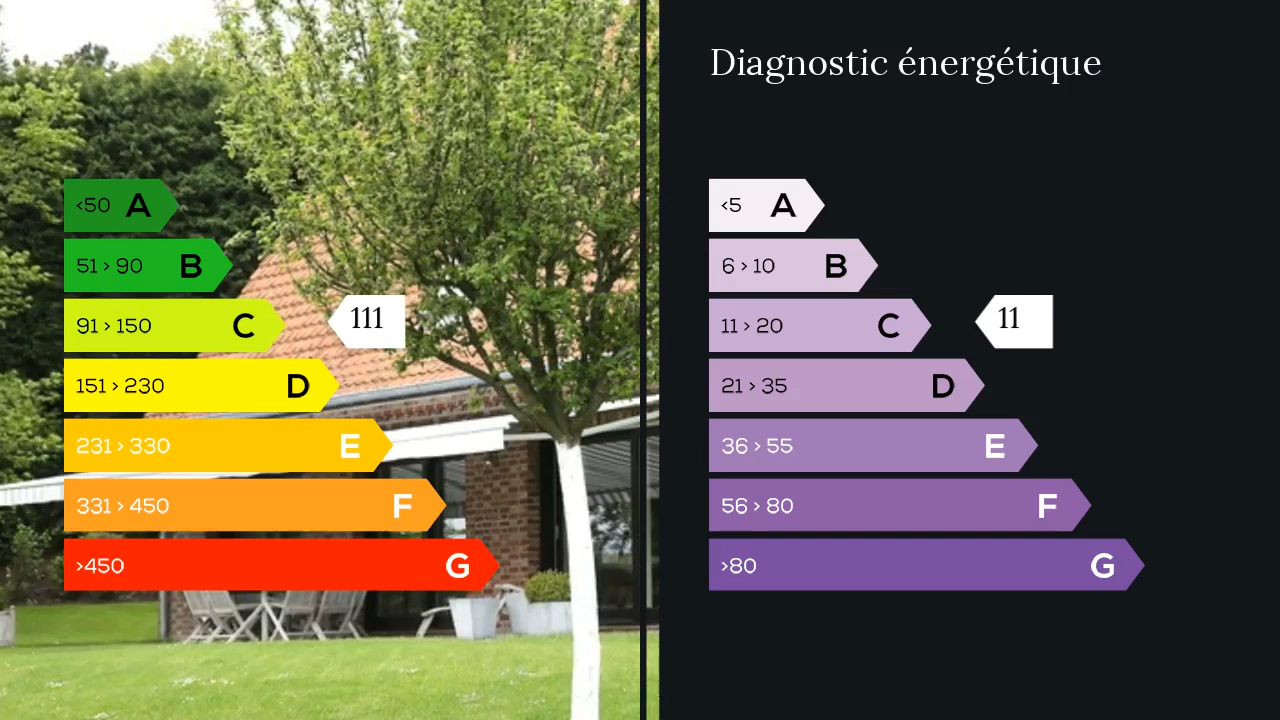 Diagnostic énergétique
<50 A
51 > 90 B
91 > 150 C
111
151 > 230 D
231 > 330 E
331 > 450 F
>450 G
<5 A
6 > 10 B
11 > 20 C
11
21 > 35 D
36 > 55 E
56 > 80 F
>80 G